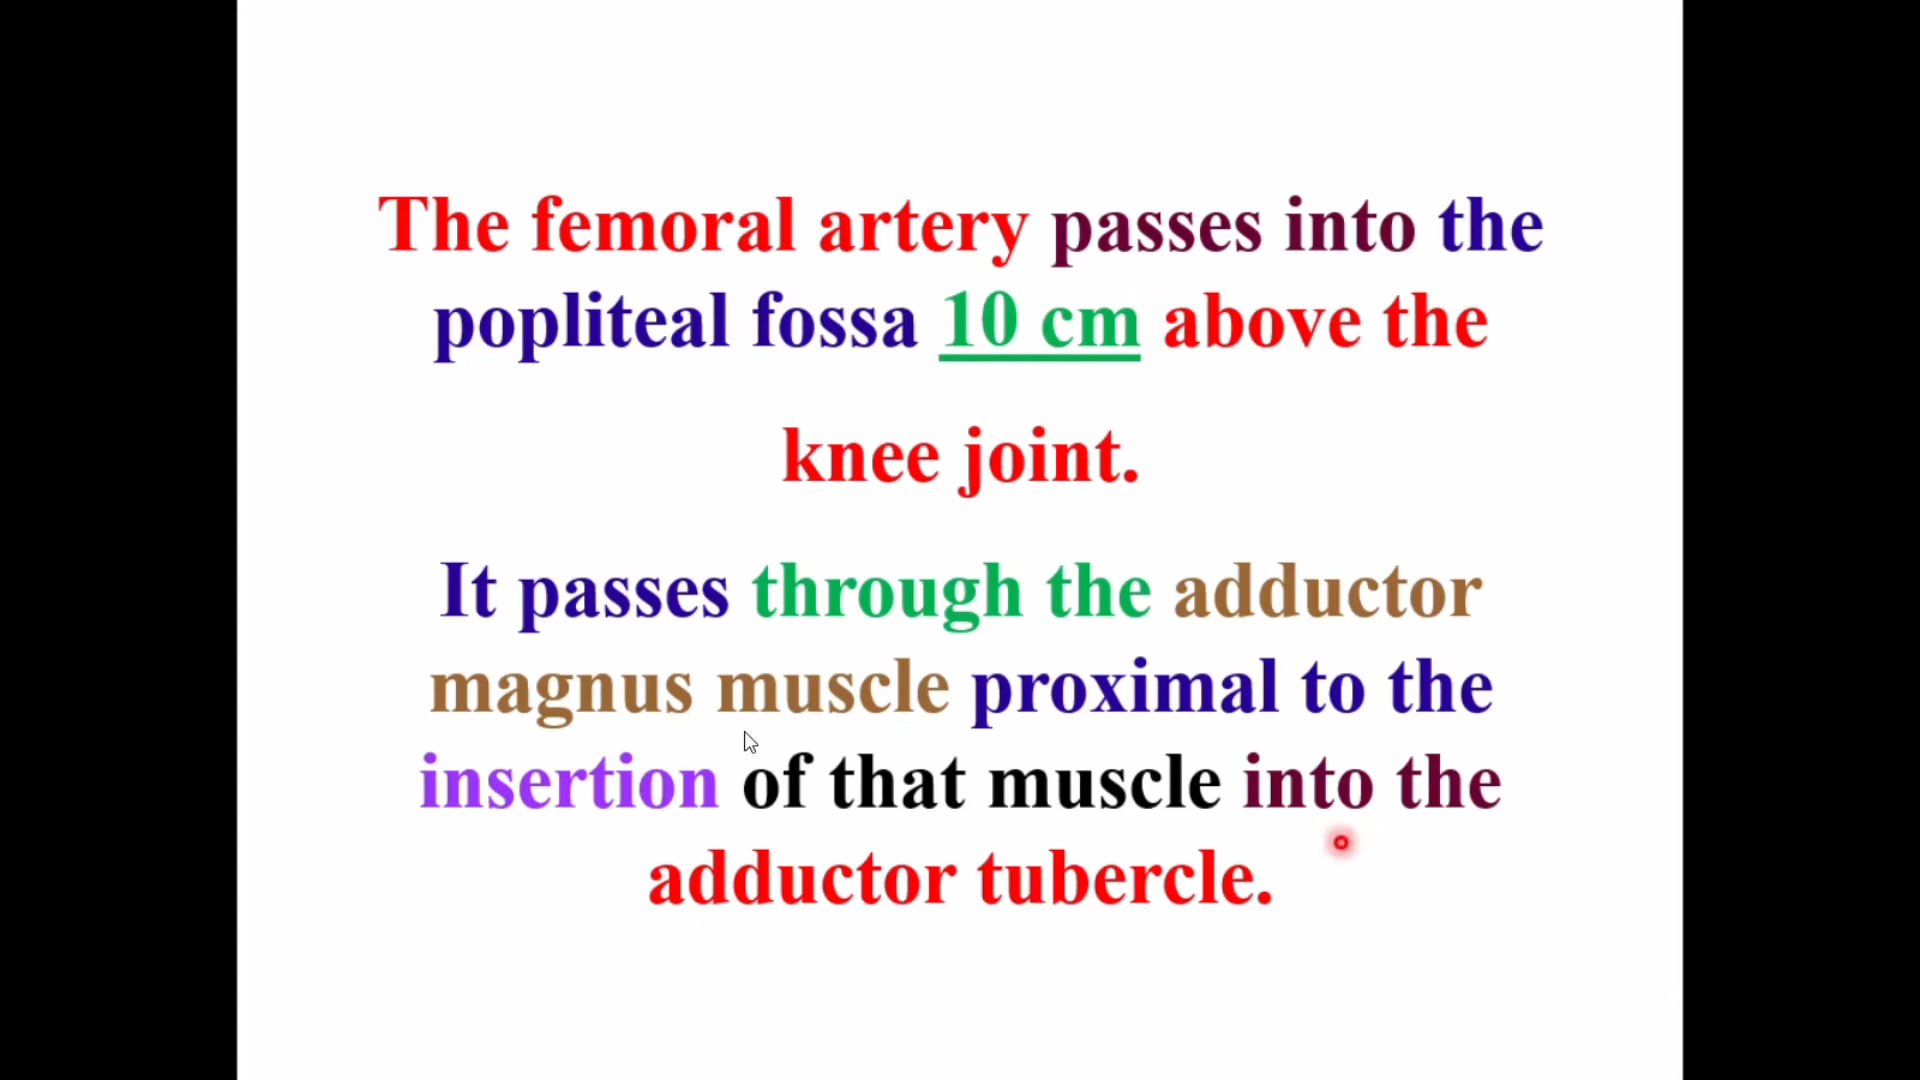 The femoral artery passes into the
popliteal fossa 10 cm above the
knee joint.
It passes through the adductor
magnus muscle proximal to the
insertion of that muscle into the
adductor tubercle.